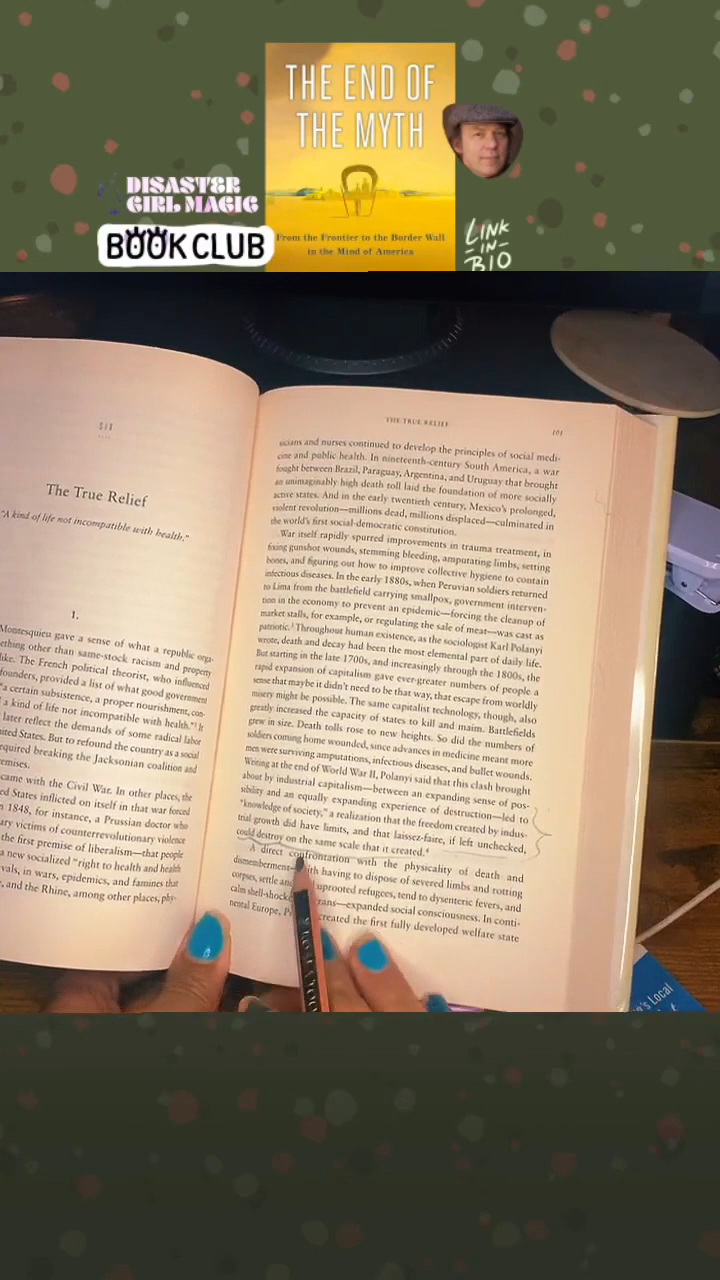 DISASTER
GIRL MAGIC
BOOK CLUB
THE END OF
THE MYTH
From the Frontier to the Border Wall
in the Mind of America
LINK
-IN-
BIO
The True Relief
"A kind of life not incompatible with health."
1.
Montesquieu gave a sense of what a republic orga-
ething other than same-stock racism and property
like. The French political theorist, who influenced
founders, provided a list of what good government
"a certain subsistence, a proper nourishment, con-
a kind of life not incompatible with health." It
later reflect the demands of some radical labor
nited States. But to refounded the country as a social
equired breaking the Jacksonian coalition and
emises.
came with the Civil War. In other places, the
ed States inflicted on itself in that war forced
n 1848, for instance, a Prussian doctor who
ary victims of counterrevolutionary violence
the first premise of liberalism—that people
a new socialized "right to health and health
vals, in wars, epidemics, and famines that
, and the Rhine, among other places, phy-
THE TRUE RELIEF 101
sicians and nurses continued to develop the principles of social medi-
cine and public health. In nineteenth-century South America, a war
fought between Brazil, Paraguay, Argentina, and Uruguay that brought
an unimaginably high death toll laid the foundation of more socially
active states. And in the early twentieth century, Mexico's prolonged,
violent revolution—millions dead, millions displaced—culminated in
the world's first social-democratic constitution.
War itself rapidly spurred improvements in trauma treatment, in
fixing gunshot wounds, stemming bleeding, amputating limbs, setting
bones, and figuring out how to improve collective hygiene to contain
infectious diseases. In the early 1880s, when Peruvian soldiers returned
to Lima from the battlefield carrying smallpox, government interven-
tion in the economy to prevent an epidemic—forcing the cleanup of
market stalls, for example, or regulating the sale of meat—was cast as
patriotic.³ Throughout human existence, as the sociologist Karl Polanyi
wrote, death and decay had been the most elemental part of daily life.
But starting in the late 1700s, and increasingly through the 1800s, the
rapid expansion of capitalism gave ever-greater numbers of people a
sense that maybe it didn't need to be that way, that escape from worldly
misery might be possible. The same capitalist technology, though, also
greatly increased the capacity of states to kill and maim. Battlefields
grew in size. Death tolls rose to new heights. So did the numbers of
soldiers coming home wounded, since advances in medicine meant more
men were surviving amputations, infectious diseases, and bullet wounds.
Writing at the end of World War II, Polanyi said that this clash brought
about by industrial capitalism—between an expanding sense of pos-
sibility and an equally expanding experience of destruction—led to
"knowledge of society," a realization that the freedom created by indus-
trial growth did have limits, and that laissez-faire, if left unchecked,
could destroy on the same scale that it created.⁴
A direct confrontation with the physicality of death and
dismemberment—with having to dispose of severed limbs and rotting
corpses, settle and uprooted refugees, tend to dysenteric fevers, and
calm shell-shocked —expanded social consciousness. In conti-
nental Europe, created the first fully developed welfare state
's Local